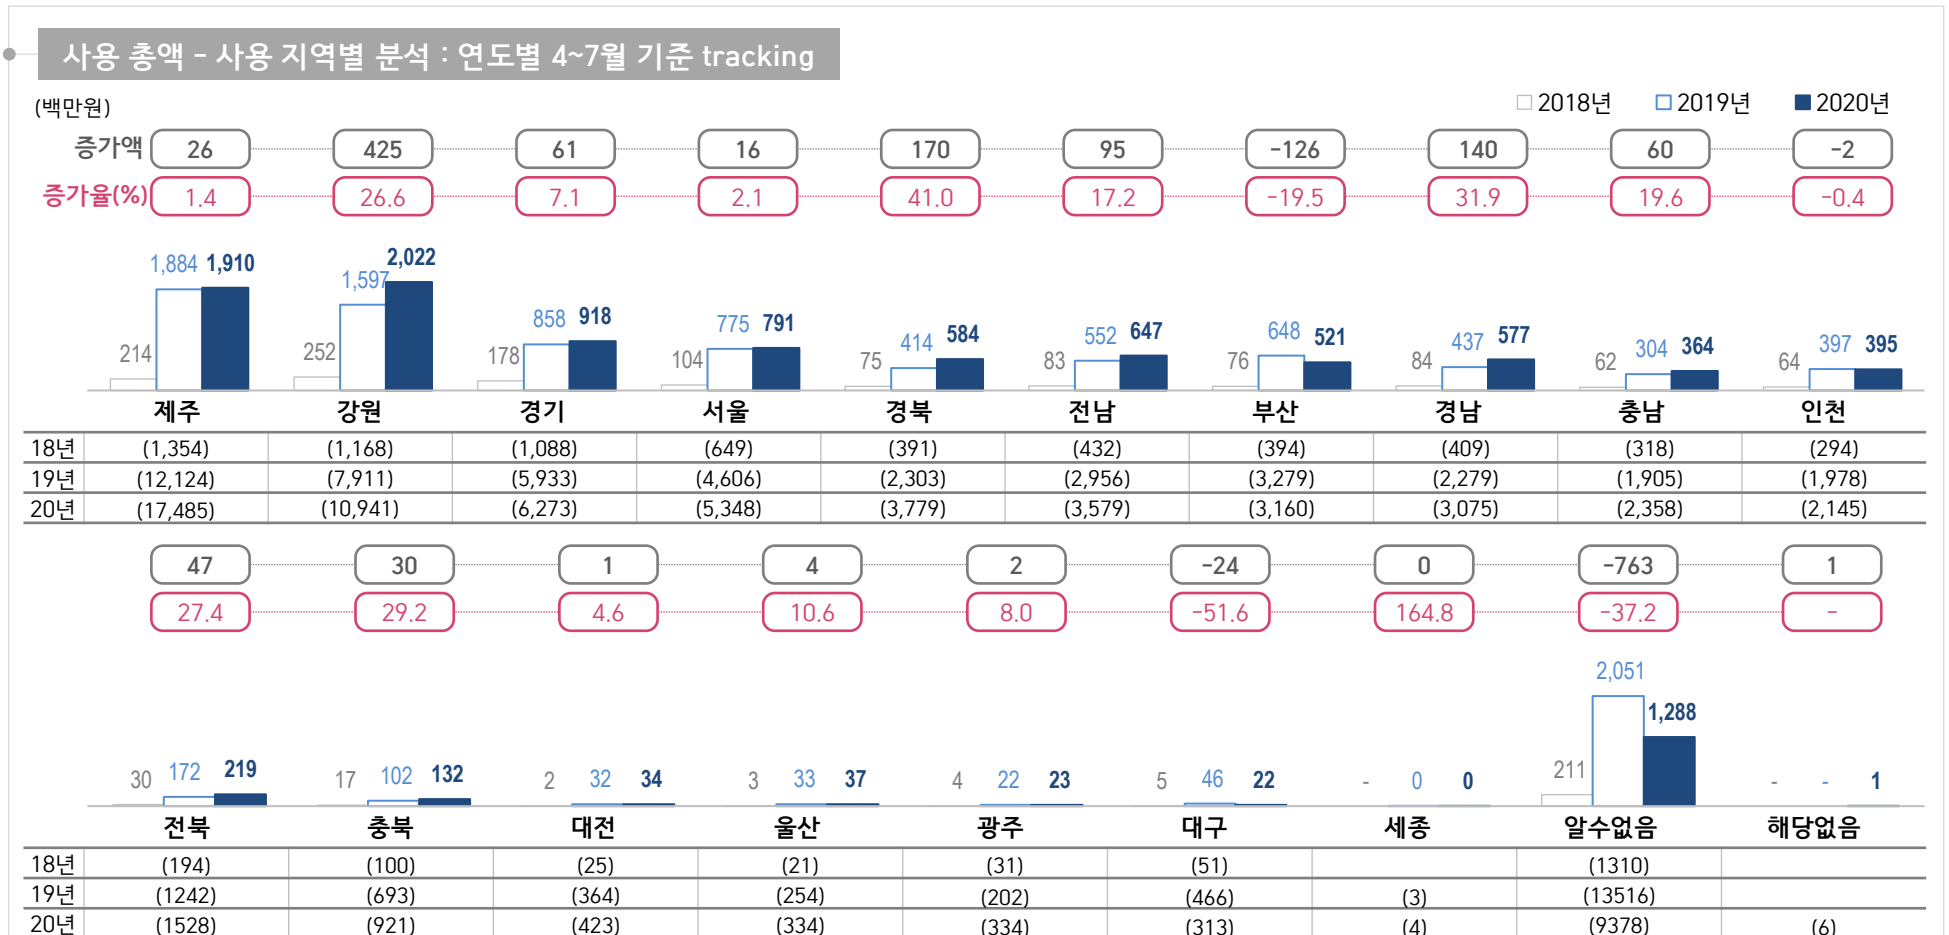 사용 총액 - 사용 지역별 분석 : 연도별 4~7월 기준 tracking
(백만원)
2018년 2019년 2020년
증가액 26 425 61 16 170 95 -126 140 60 -2
증가율(%) 1.4 26.6 7.1 2.1 41.0 17.2 -19.5 31.9 19.6 -0.4
214 1,884 1,910 252 1,597 2,022 178 858 918 104 775 791 75 414 584 83 552 647 76 648 521 84 437 577 62 304 364 64 397 395
제주 강원 경기 서울 경북 전남 부산 경남 충남 인천
18년 (1,354) (1,168) (1,088) (649) (391) (432) (394) (409) (318) (294)
19년 (12,124) (7,911) (5,933) (4,606) (2,303) (2,956) (3,279) (2,279) (1,905) (1,978)
20년 (17,485) (10,941) (6,273) (5,348) (3,779) (3,579) (3,160) (3,075) (2,358) (2,145)
47 30 1 4 2 -24 0 -763 1
27.4 29.2 4.6 10.6 8.0 -51.6 164.8 -37.2 -
30 172 219 17 102 132 2 32 34 3 33 37 4 22 23 5 46 22 - 0 0 211 2,051 1,288 - - 1
전북 충북 대전 울산 광주 대구 세종 알수없음 해당없음
18년 (194) (100) (25) (21) (31) (51) (1310)
19년 (1242) (693) (364) (254) (202) (466) (3) (13516)
20년 (1528) (921) (423) (334) (334) (313) (4) (9378) (6)